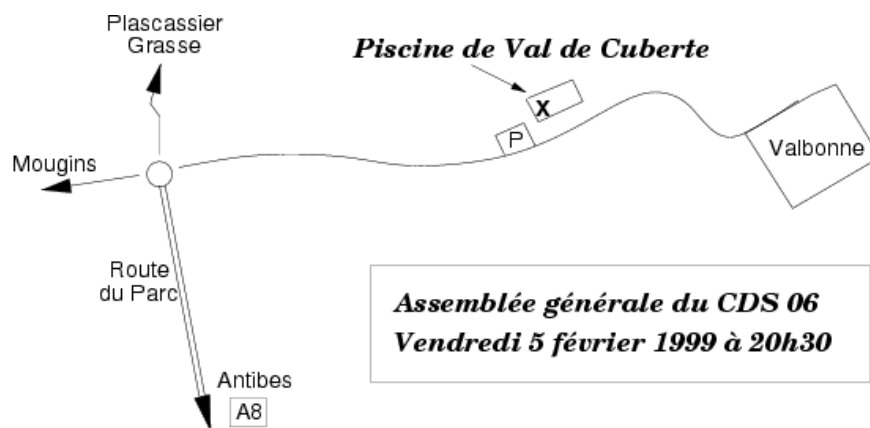 Plascassier
Grasse
Piscine de Val de Cuberte
X
P
Mougins
Valbonne
Route
du Parc
Assemblée générale du CDS 06
Vendredi 5 février 1999 à 20h30
Antibes
A8